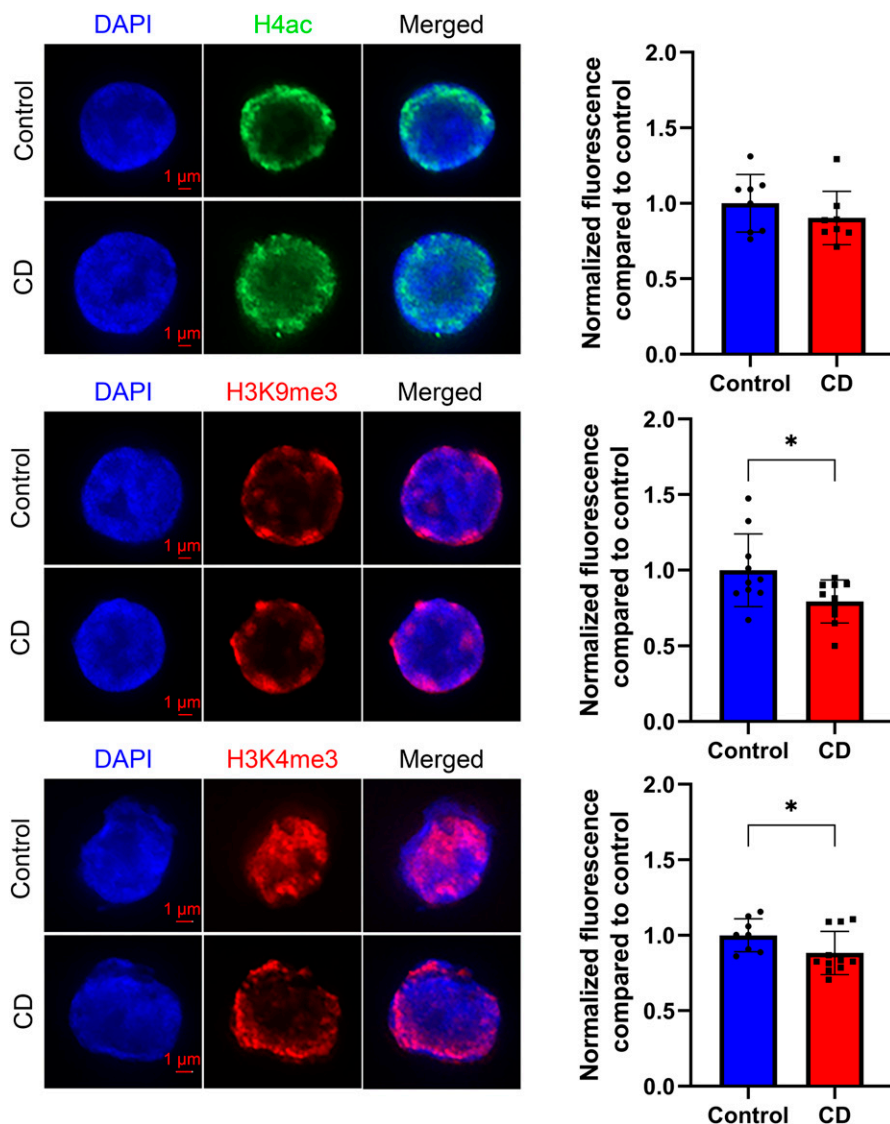 DAPI H4ac Merged
Control
1 µm
CD
1 µm
Normalized fluorescence
compared to control
2.0
1.5
1.0
0.5
0.0
Control CD
DAPI H3K9me3 Merged
Control
1 µm
CD
1 µm
Normalized fluorescence
compared to control
2.0
1.5
1.0
0.5
0.0
*
Control CD
DAPI H3K4me3 Merged
Control
1 µm
CD
1 µm
Normalized fluorescence
compared to control
2.0
1.5
1.0
0.5
0.0
*
Control CD